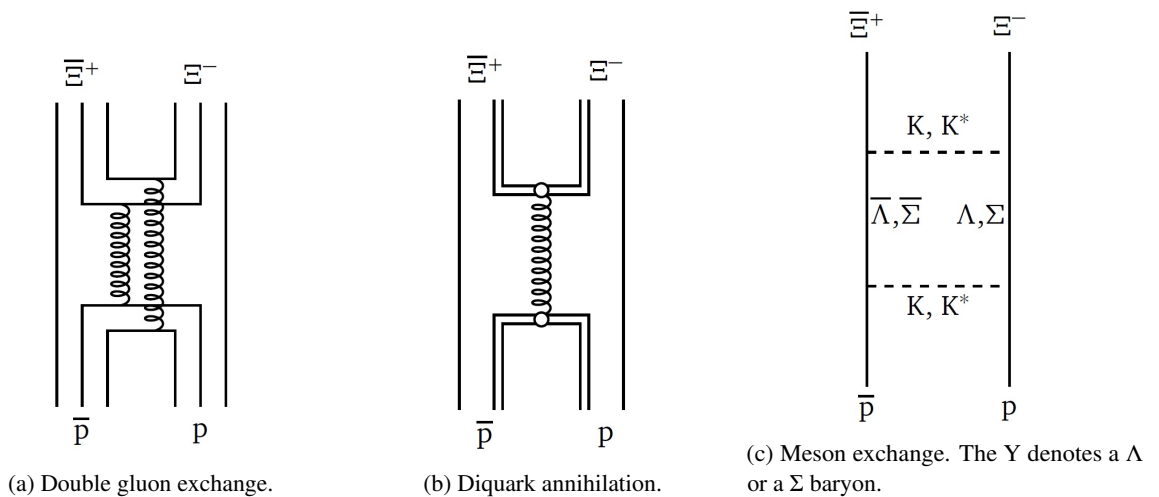 Ξ̅⁺ Ξ⁻
p̅ p
(a) Double gluon exchange.
Ξ̅⁺ Ξ⁻
p̅ p
(b) Diquark annihilation.
Ξ̅⁺ Ξ⁻
K, K*
Λ̅,Σ̅ Λ,Σ
K, K*
p̅ p
(c) Meson exchange. The Y denotes a Λ
or a Σ baryon.